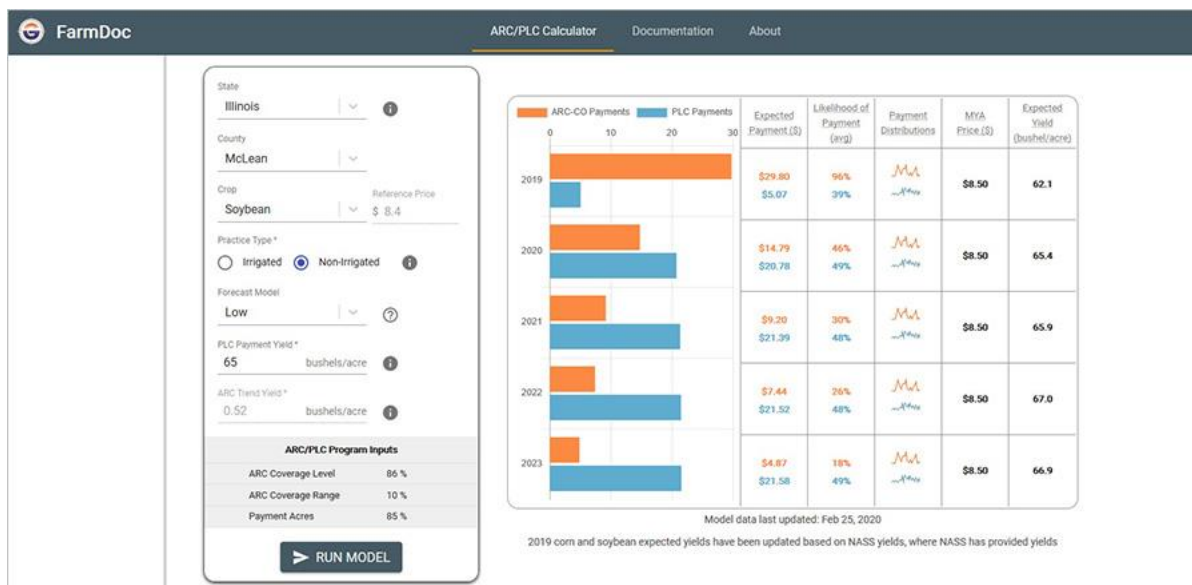 FarmDoc
ARC/PLC Calculator Documentation About
State
Illinois
County
McLean
Crop
Soybean
Reference Price
$ 8.4
Practice Type *
Irrigated Non-Irrigated
Forecast Model
Low
PLC Payment Yield *
65 bushels/acre
ARC Trend Yield *
0.52 bushels/acre
ARC/PLC Program Inputs
ARC Coverage Level 86 %
ARC Coverage Range 10 %
Payment Acres 85 %
RUN MODEL
ARC-CO Payments PLC Payments
0 10 20 30
Expected
Payment ($)
Likelihood of
Payment
(avg)
Payment
Distributions
MYA
Price ($)
Expected
Yield
(bushel/acre)
2019
$29.80 96%
$5.07 39%
$8.50 62.1
2020
$14.79 46%
$20.78 49%
$8.50 65.4
2021
$9.20 30%
$21.39 48%
$8.50 65.9
2022
$7.44 26%
$21.52 48%
$8.50 67.0
2023
$4.87 18%
$21.58 49%
$8.50 66.9
Model data last updated: Feb 25, 2020
2019 corn and soybean expected yields have been updated based on NASS yields, where NASS has provided yields